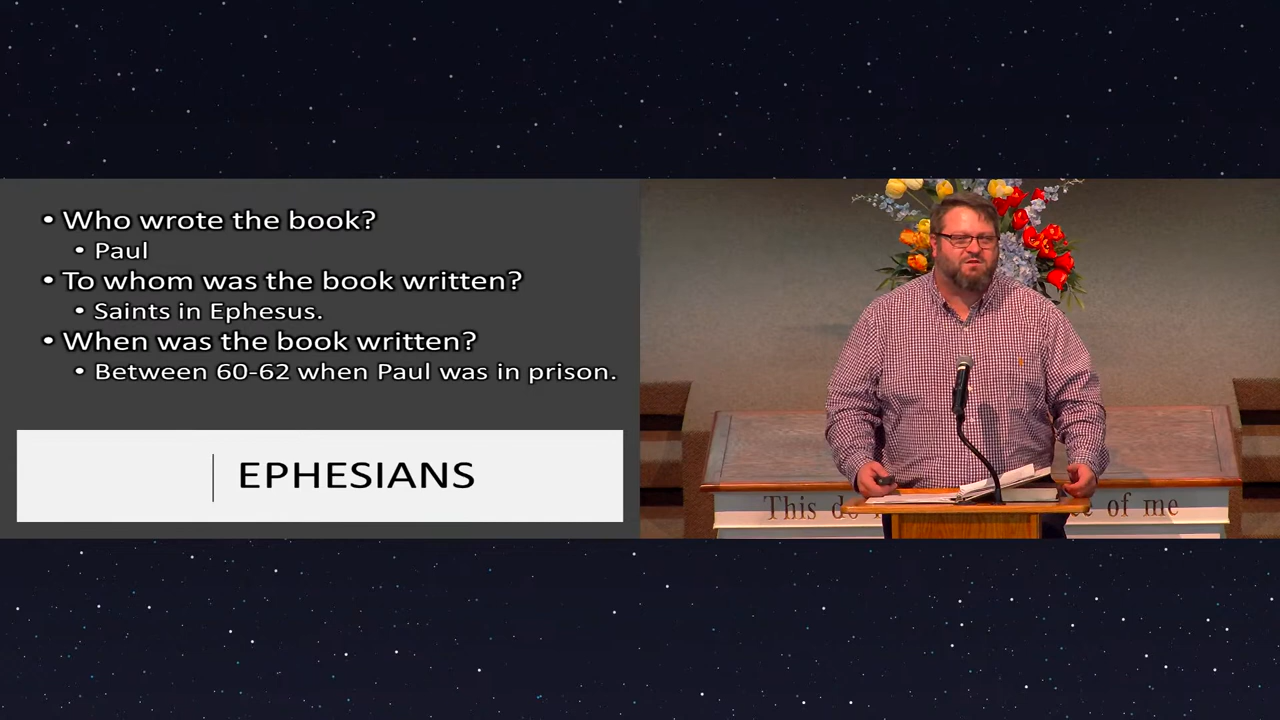 • Who wrote the book?
• Paul
• To whom was the book written?
• Saints in Ephesus.
• When was the book written?
• Between 60-62 when Paul was in prison.
EPHESIANS
This do of me